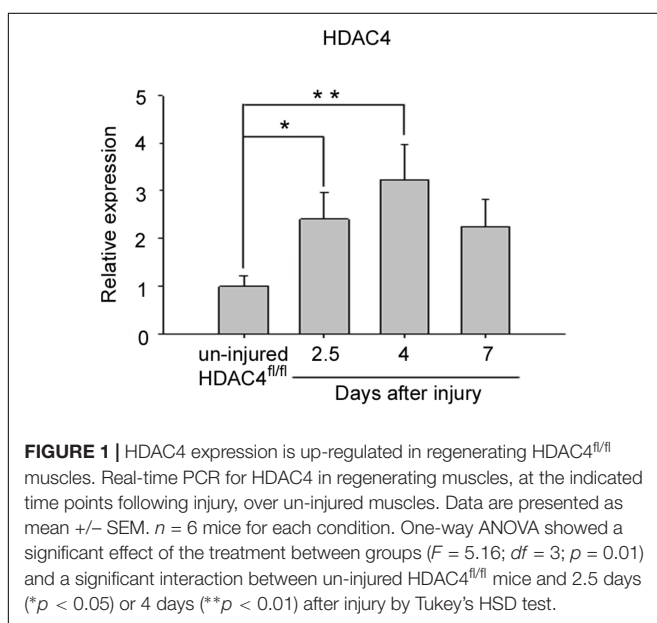 HDAC4
* *
*
5
4
3
2
1
0
Relative expression
un-injured 2.5 4 7
HDAC4fl/fl
Days after injury
FIGURE 1 | HDAC4 expression is up-regulated in regenerating HDAC4fl/fl
muscles. Real-time PCR for HDAC4 in regenerating muscles, at the indicated
time points following injury, over un-injured muscles. Data are presented as
mean +/– SEM. n = 6 mice for each condition. One-way ANOVA showed a
significant effect of the treatment between groups (F = 5.16; df = 3; p = 0.01)
and a significant interaction between un-injured HDAC4fl/fl mice and 2.5 days
(*p < 0.05) or 4 days (**p < 0.01) after injury by Tukey's HSD test.